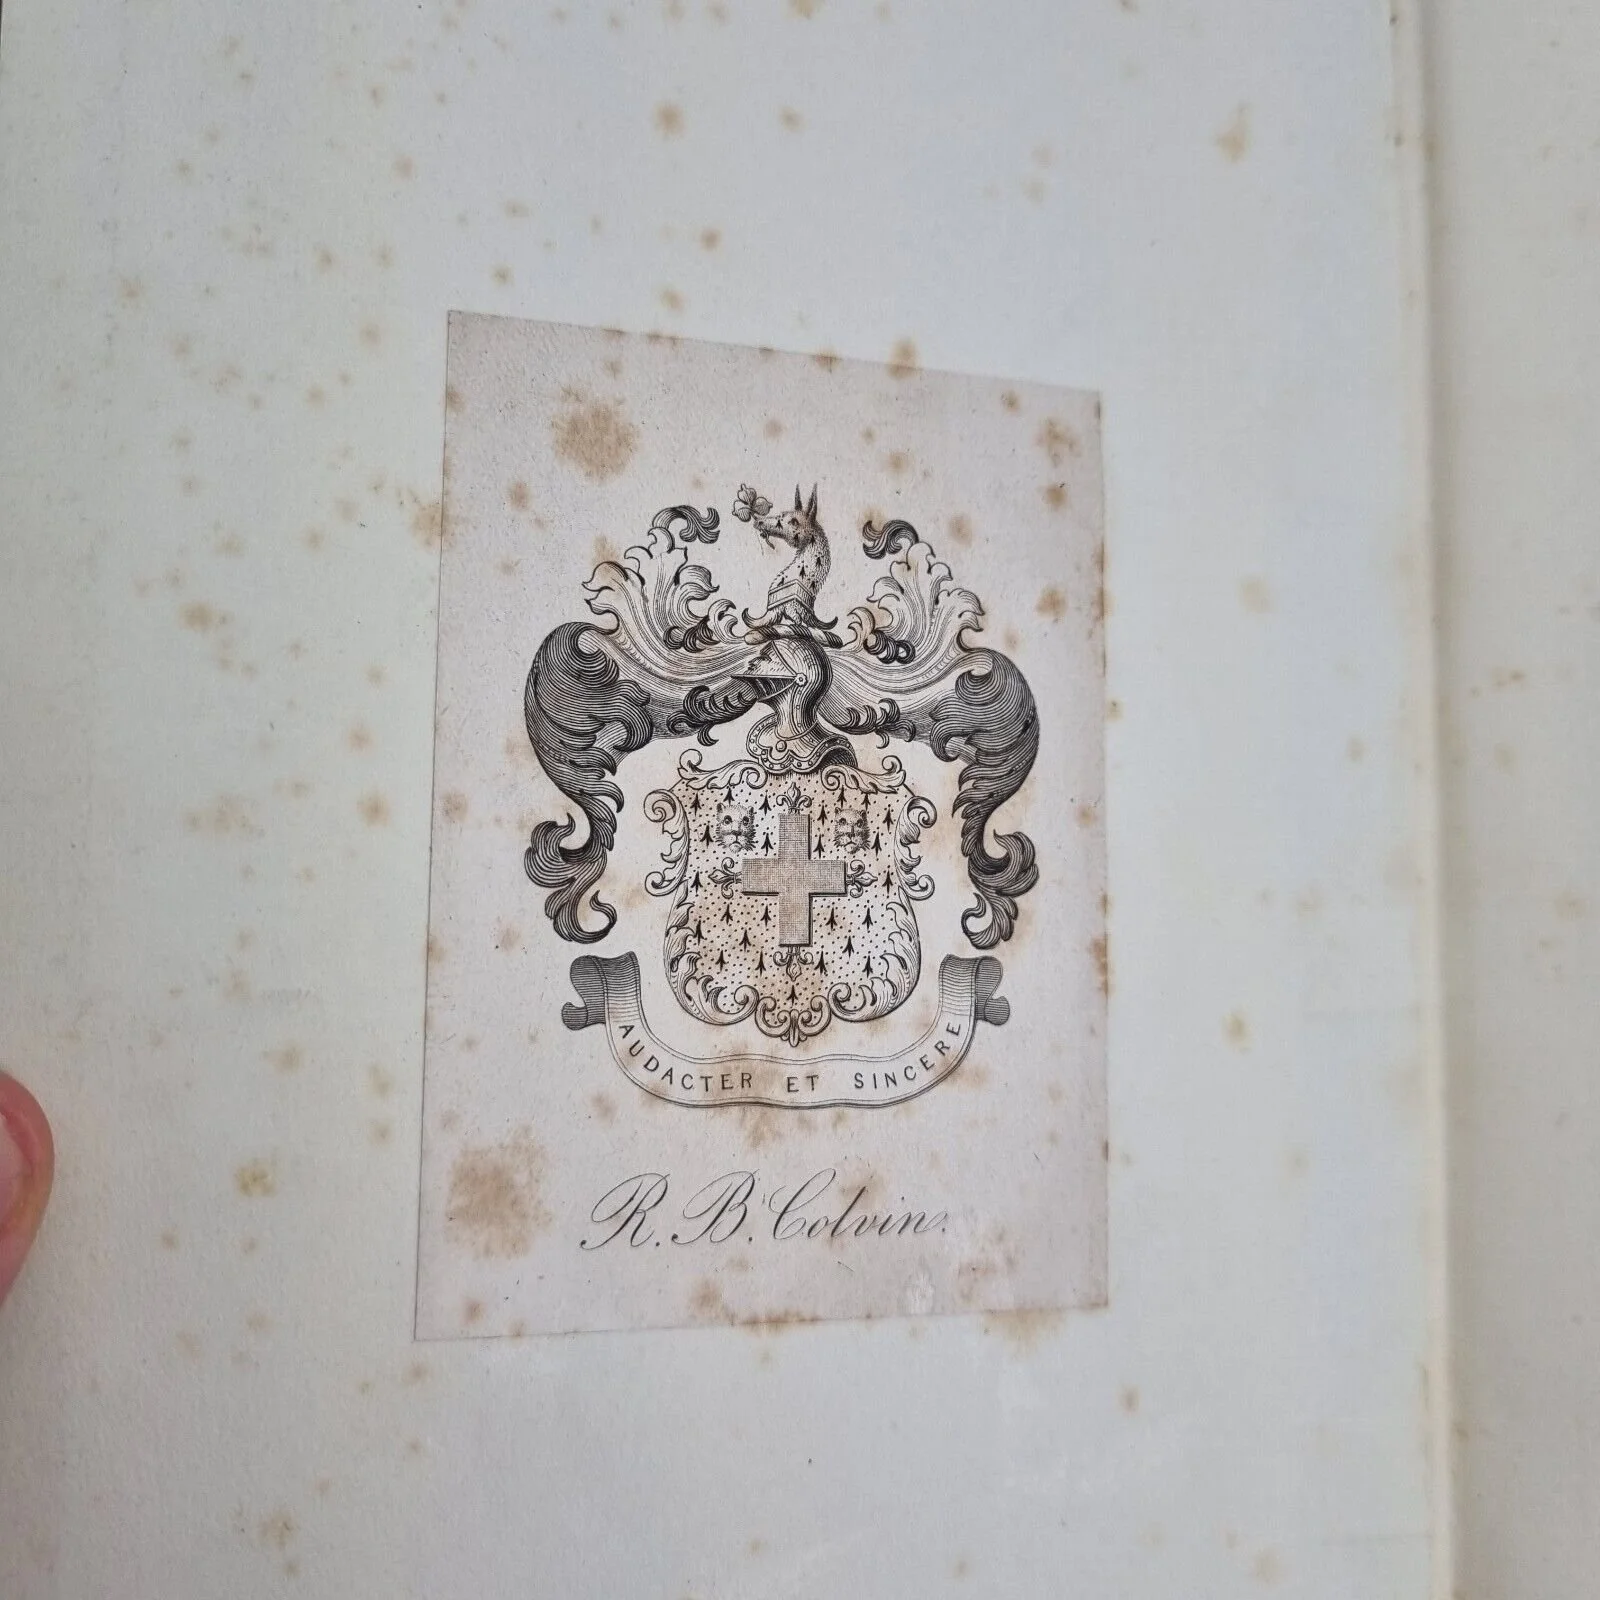 AUDACTER ET SINCERE
R. B. Colvin.